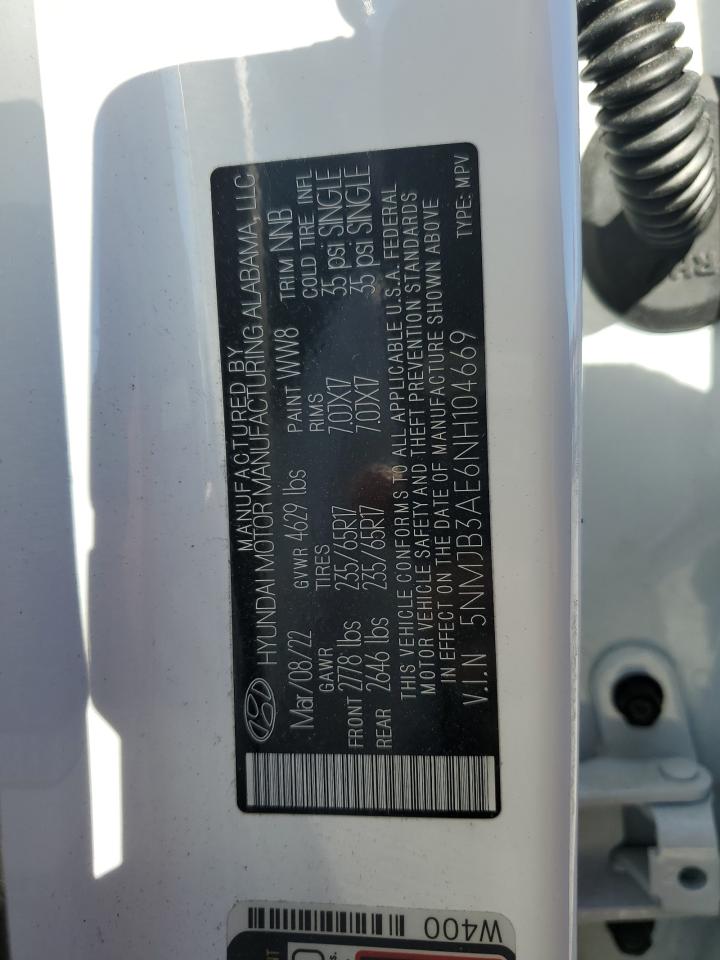 MANUFACTURED BY
HYUNDAI MOTOR MANUFACTURING ALABAMA, LLC
Mar/08/22 GVWR 4629 lbs PAINT WW8 TRIM NNB
GAWR TIRES RIMS COLD TIRE INFL
FRONT 2778 lbs 235/65R17 7.0JX17 35 psi SINGLE
REAR 2646 lbs 235/65R17 7.0JX17 35 psi SINGLE
THIS VEHICLE CONFORMS TO ALL APPLICABLE U.S.A. FEDERAL
MOTOR VEHICLE SAFETY AND THEFT PREVENTION STANDARDS
IN EFFECT ON THE DATE OF MANUFACTURE SHOWN ABOVE
V.I.N 5NMJB3AE6NH104669 TYPE: MPV
W400